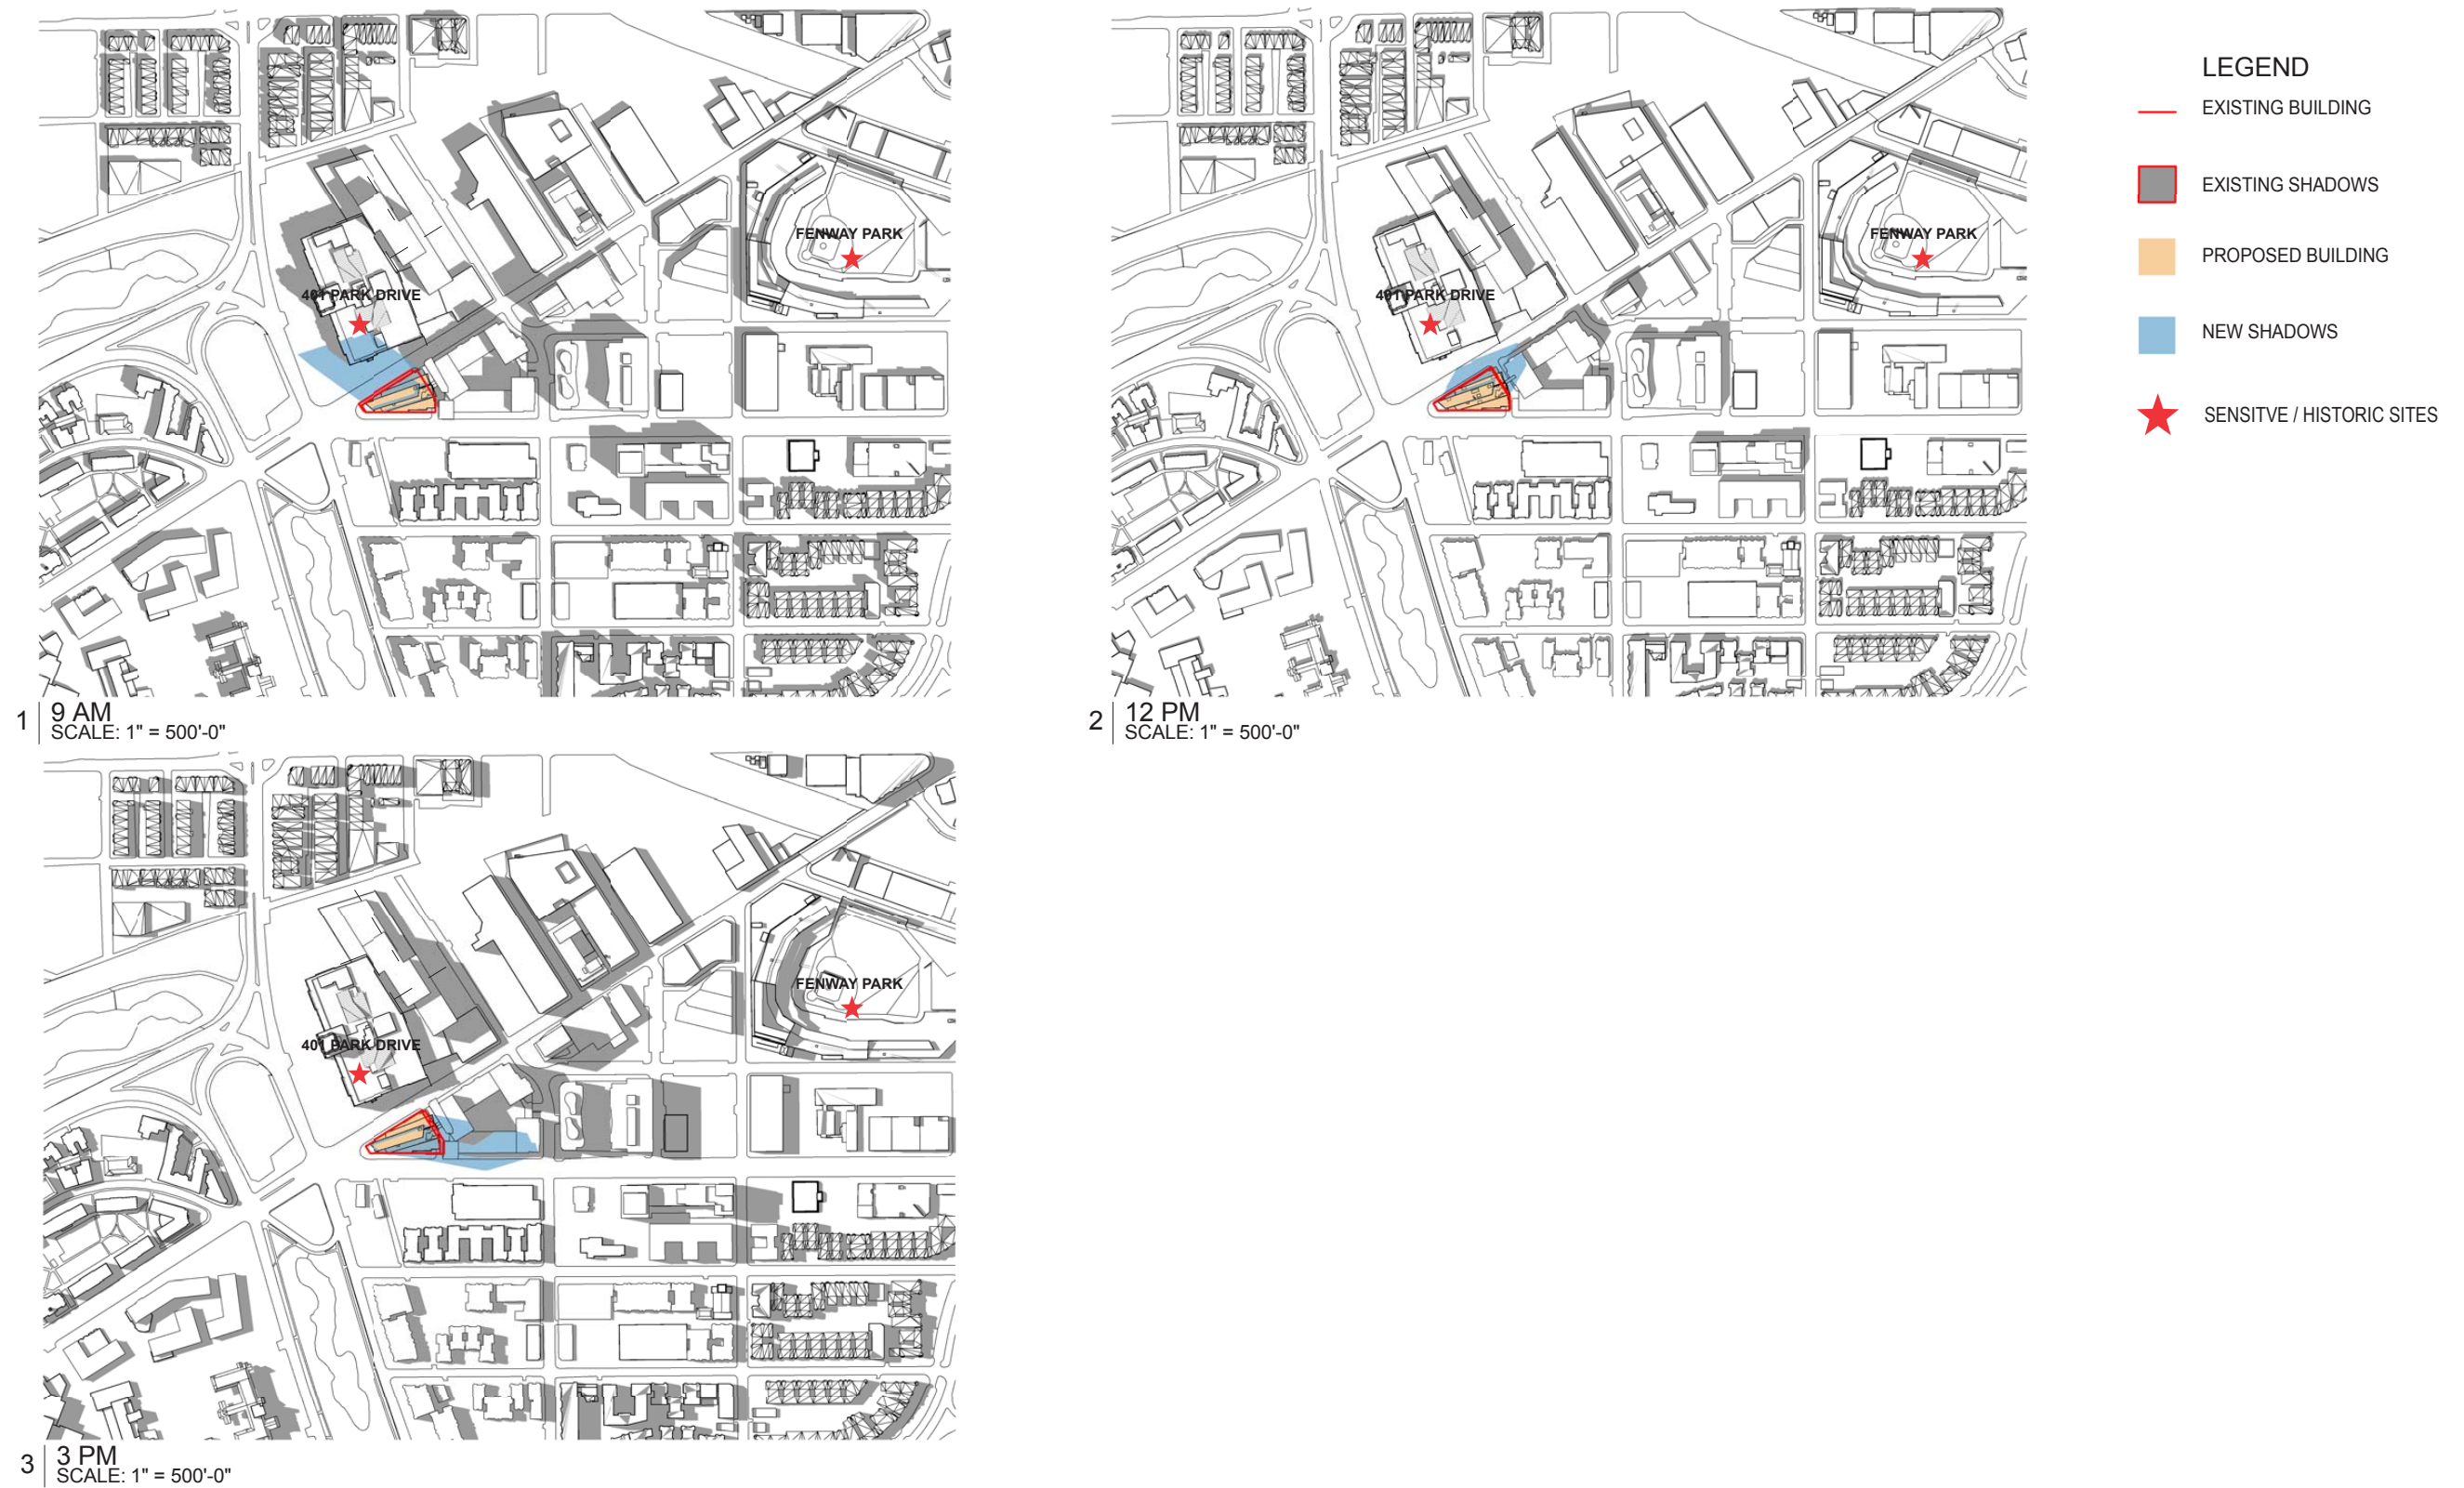 FENWAY PARK
401 PARK DRIVE
1
9 AM
SCALE: 1" = 500'-0"
FENWAY PARK
401 PARK DRIVE
2
12 PM
SCALE: 1" = 500'-0"
LEGEND
EXISTING BUILDING
EXISTING SHADOWS
PROPOSED BUILDING
NEW SHADOWS
SENSITVE / HISTORIC SITES
FENWAY PARK
401 PARK DRIVE
3
3 PM
SCALE: 1" = 500'-0"